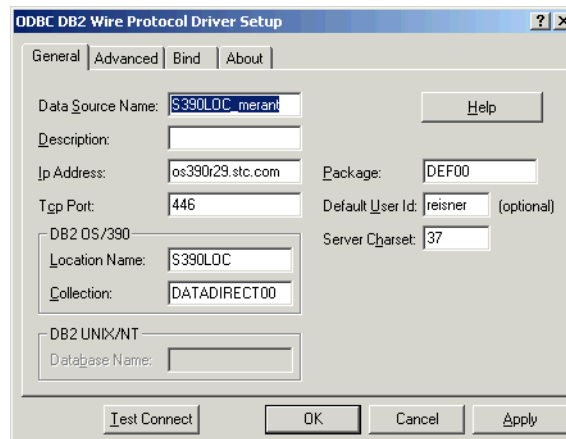 ODBC DB2 Wire Protocol Driver Setup
General Advanced Bind About
Data Source Name: S390LOC_merant
Help
Description:
Ip Address: os390r29.stc.com
Package: DEF00
Tcp Port: 446
Default User Id: reisner (optional)
DB2 OS/390
Server Charset: 37
Location Name: S390LOC
Collection: DATADIRECT00
DB2 UNIX/NT
Database Name:
Test Connect OK Cancel Apply